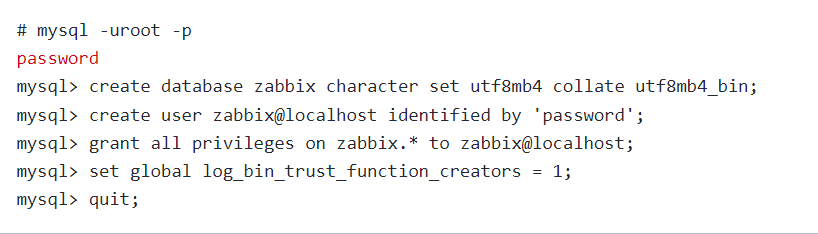 # mysql -uroot -p
password
mysql> create database zabbix character set utf8mb4 collate utf8mb4_bin;
mysql> create user zabbix@localhost identified by 'password';
mysql> grant all privileges on zabbix.* to zabbix@localhost;
mysql> set global log_bin_trust_function_creators = 1;
mysql> quit;